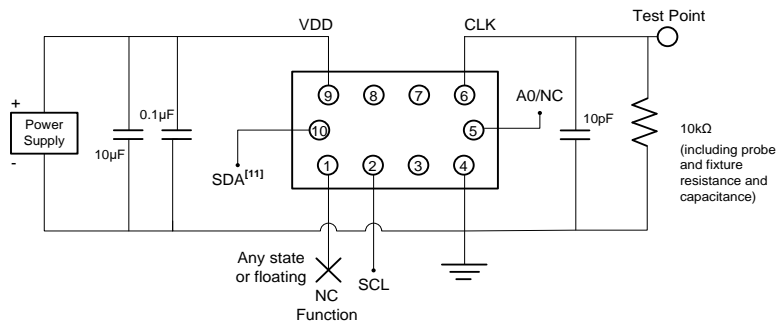 VDD
CLK
Test Point
+
Power
Supply
-
10µF
0.1µF
9
8
7
6
10
5
1
2
3
4
A0/NC
SDA[11]
10pF
10kΩ
(including probe
and fixture
resistance and
capacitance)
Any state
or floating
NC
Function
SCL